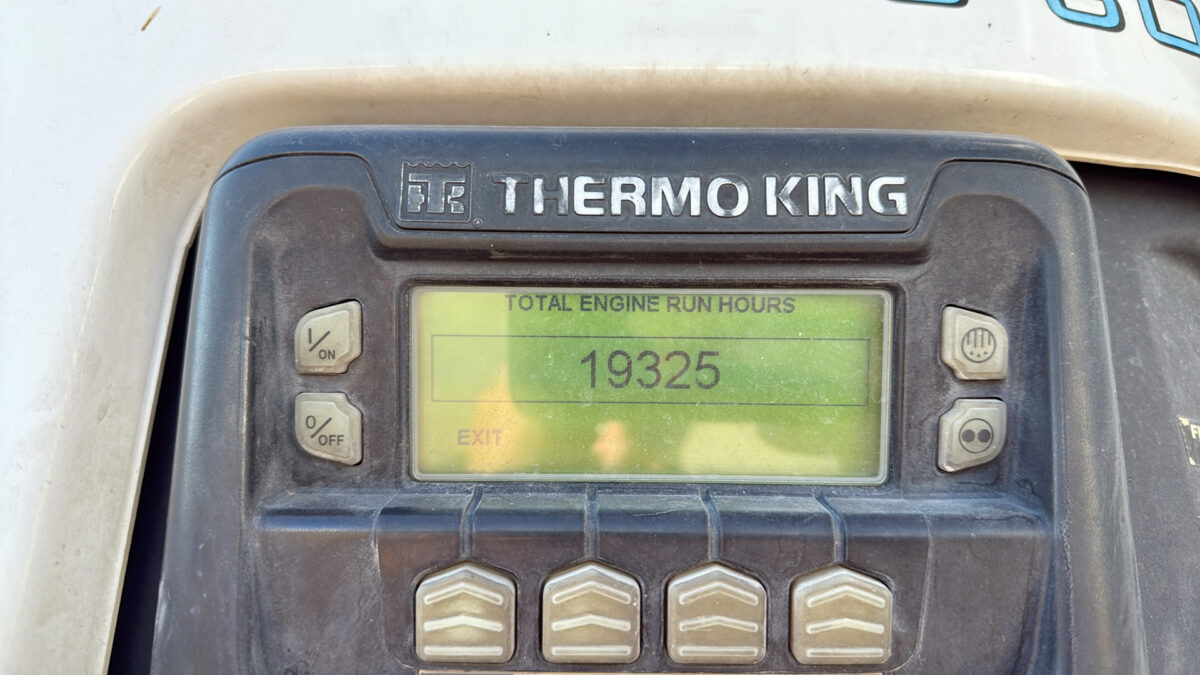 THERMO KING
TOTAL ENGINE RUN HOURS
19325
EXIT
I/ON
O/OFF